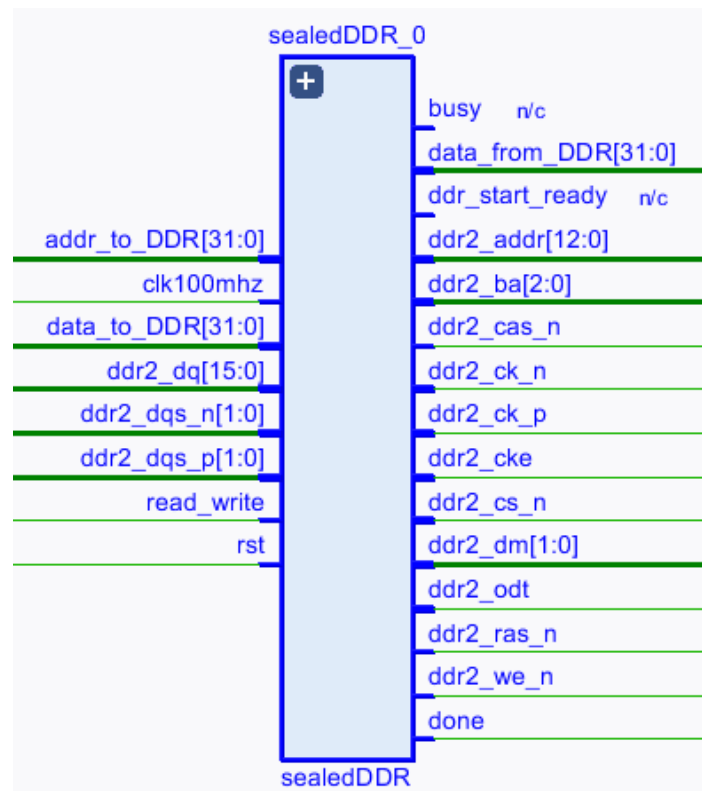 sealedDDR_0
busy n/c
data_from_DDR[31:0]
ddr_start_ready n/c
addr_to_DDR[31:0]
ddr2_addr[12:0]
clk100mhz
ddr2_ba[2:0]
data_to_DDR[31:0]
ddr2_cas_n
ddr2_dq[15:0]
ddr2_ck_n
ddr2_dqs_n[1:0]
ddr2_ck_p
ddr2_dqs_p[1:0]
ddr2_cke
read_write
ddr2_cs_n
rst
ddr2_dm[1:0]
ddr2_odt
ddr2_ras_n
ddr2_we_n
done
sealedDDR